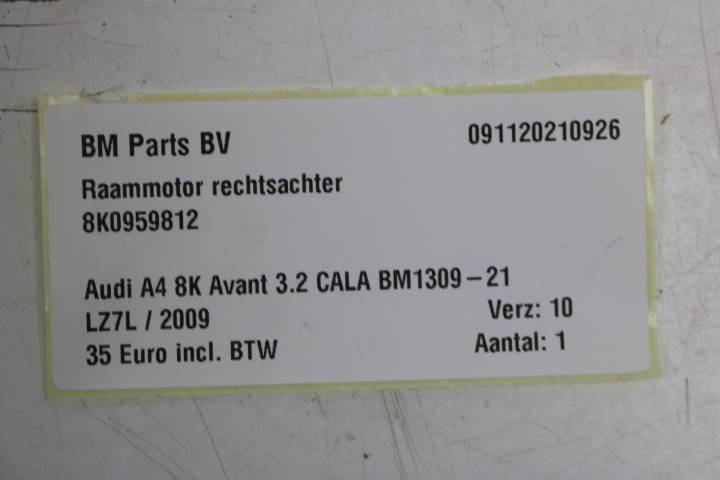 BM Parts BV 091120210926
Raammotor rechtsachter
8K0959812
Audi A4 8K Avant 3.2 CALA BM1309-21
LZ7L / 2009 Verz: 10
35 Euro incl. BTW Aantal: 1